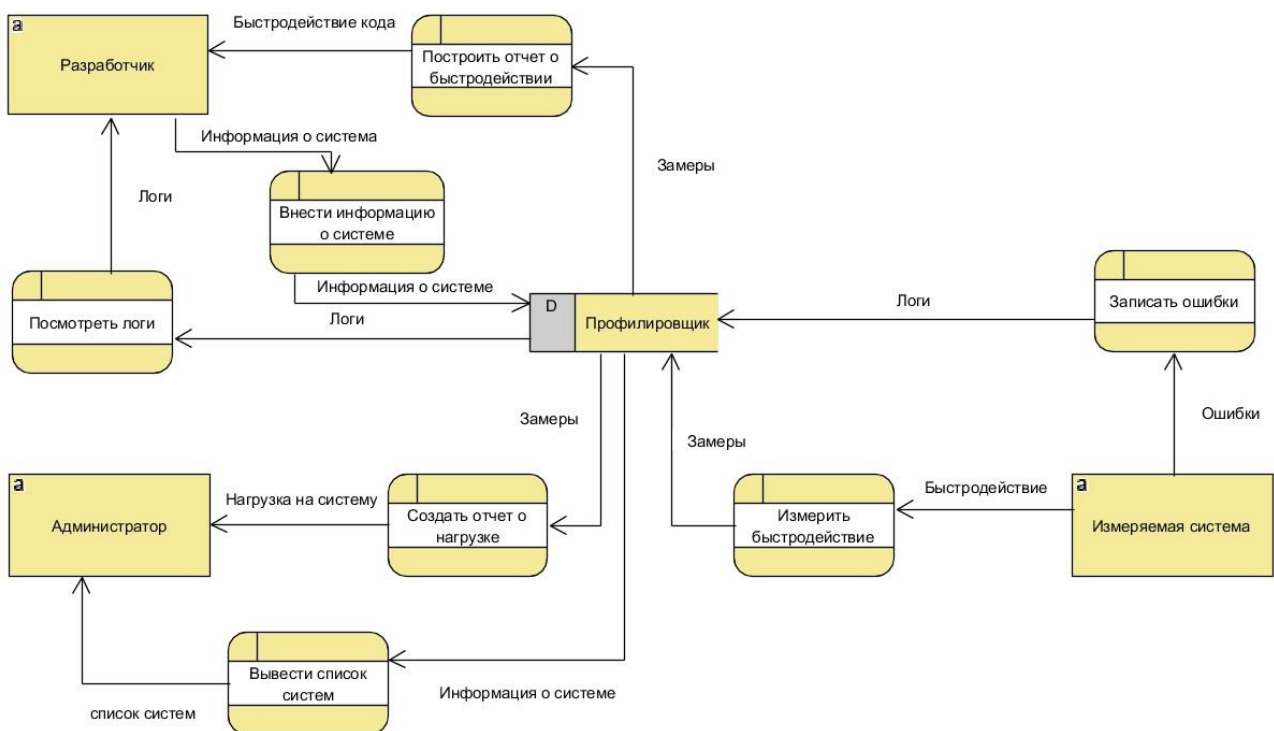 a
Разработчик
Быстродействие кода
Построить отчет о
быстродействии
Информация о система
Замеры
Логи
Внести информацию
о системе
Информация о системе
Посмотреть логи
Логи
D
Профилировщик
Логи
Записать ошибки
Замеры
Замеры
Ошибки
a
Администратор
Нагрузка на систему
Создать отчет о
нагрузке
Измерить
быстродействие
Быстродействие
a
Измеряемая система
Вывести список
систем
Информация о системе
список систем